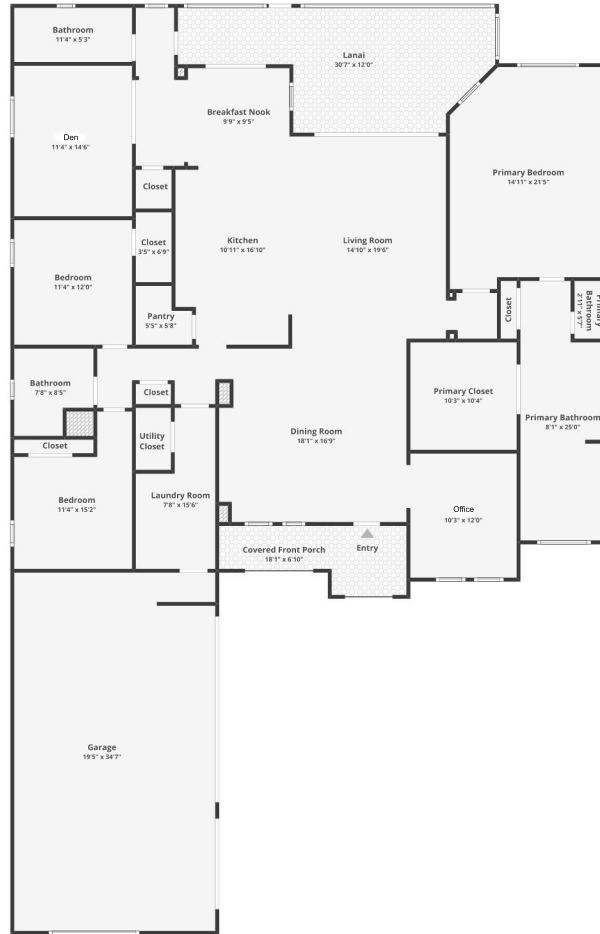 Bathroom
11'4" x 5'3"
Lanai
30'7" x 12'0"
Breakfast Nook
9'9" x 9'5"
Den
11'4" x 14'6"
Primary Bedroom
14'11" x 21'5"
Closet
Kitchen
10'11" x 16'10"
Living Room
14'10" x 19'6"
Closet
3'5" x 6'9"
Bedroom
11'4" x 12'0"
Closet
Primary
Bathroom
2'11" x 5'7"
Pantry
5'5" x 5'8"
Bathroom
7'8" x 8'5"
Closet
Primary Closet
10'3" x 10'4"
Primary Bathroom
8'1" x 25'0"
Dining Room
18'1" x 16'9"
Utility
Closet
Closet
Bedroom
11'4" x 15'2"
Laundry Room
7'8" x 15'6"
Office
10'3" x 12'0"
Covered Front Porch
18'1" x 6'10"
Entry
Garage
19'5" x 34'7"